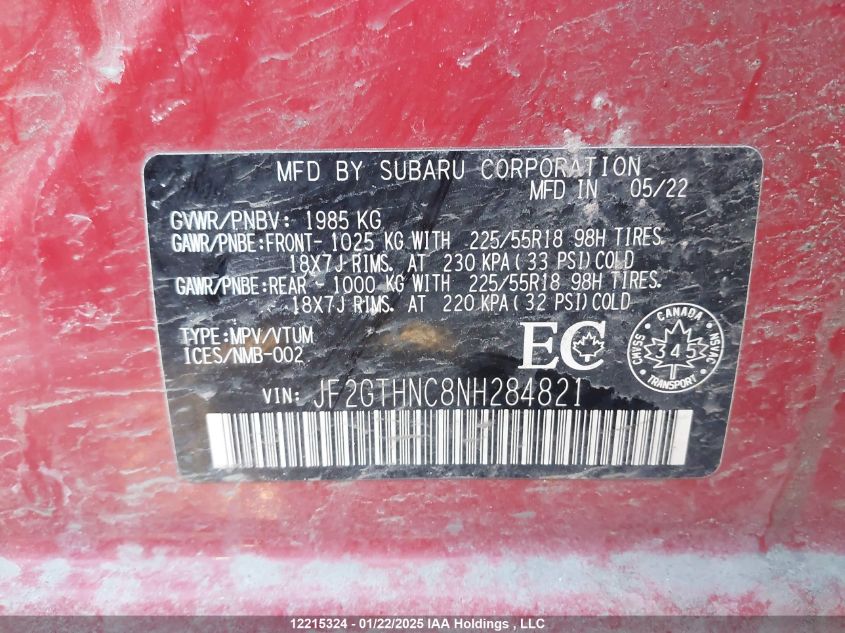 MFD BY SUBARU CORPORATION
MFD IN 05/22
GVWR/PNBV: 1985 KG
GAWR/PNBE:FRONT- 1025 KG WITH 225/55R18 98H TIRES.
18X7J RIMS. AT 230 KPA(33 PSI)COLD
GAWR/PNBE:REAR - 1000 KG WITH 225/55R18 98H TIRES.
18X7J RIMS. AT 220 KPA(32 PSI)COLD
TYPE:MPV/VTUM
ICES/NMB-002
EC
CANADA
CMVSS
NSVAC
345
TRANSPORT
VIN: JF2GTHNC8NH284821
12215324 - 01/22/2025 IAA Holdings , LLC